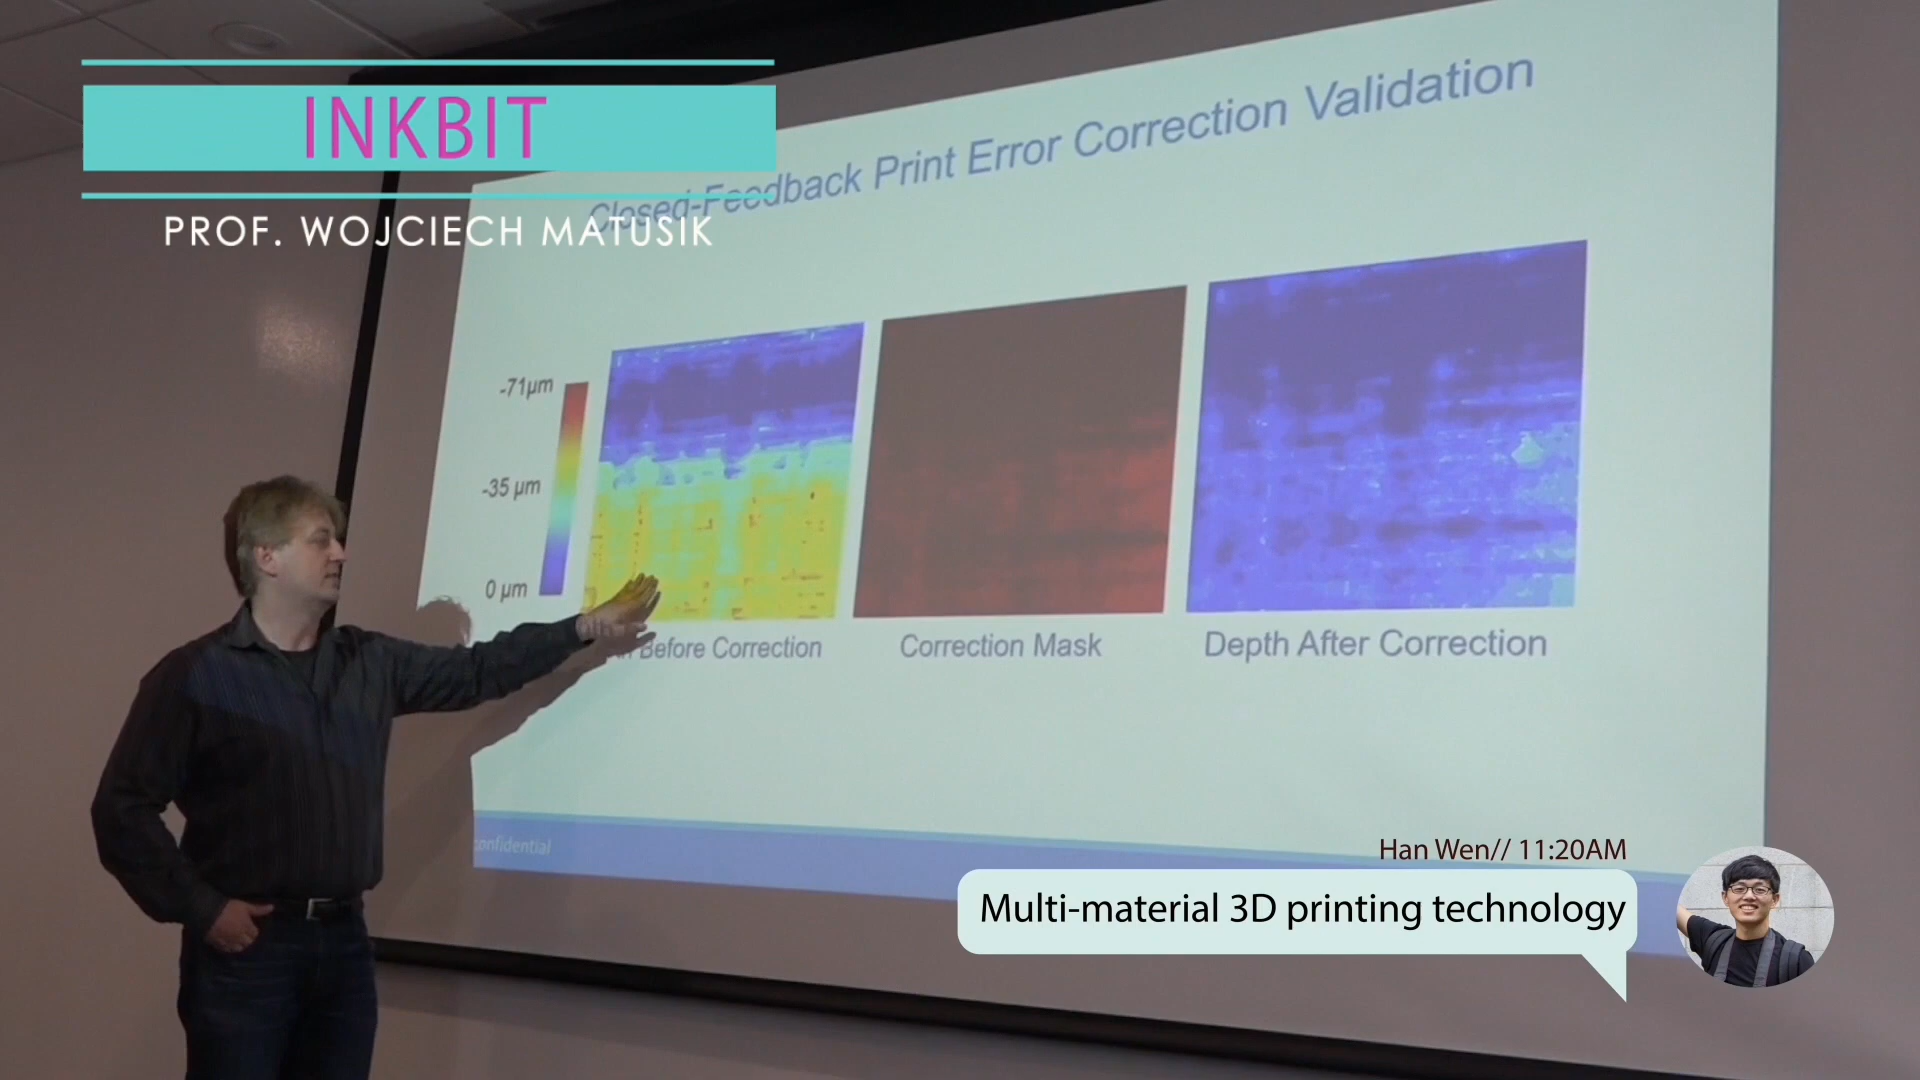 INKBIT
PROF. WOJCIECH MATUSIK
Closed-Feedback Print Error Correction Validation
-71µm
-35 µm
0 µm
Before Correction
Correction Mask
Depth After Correction
confidential
Han Wen// 11:20AM
Multi-material 3D printing technology